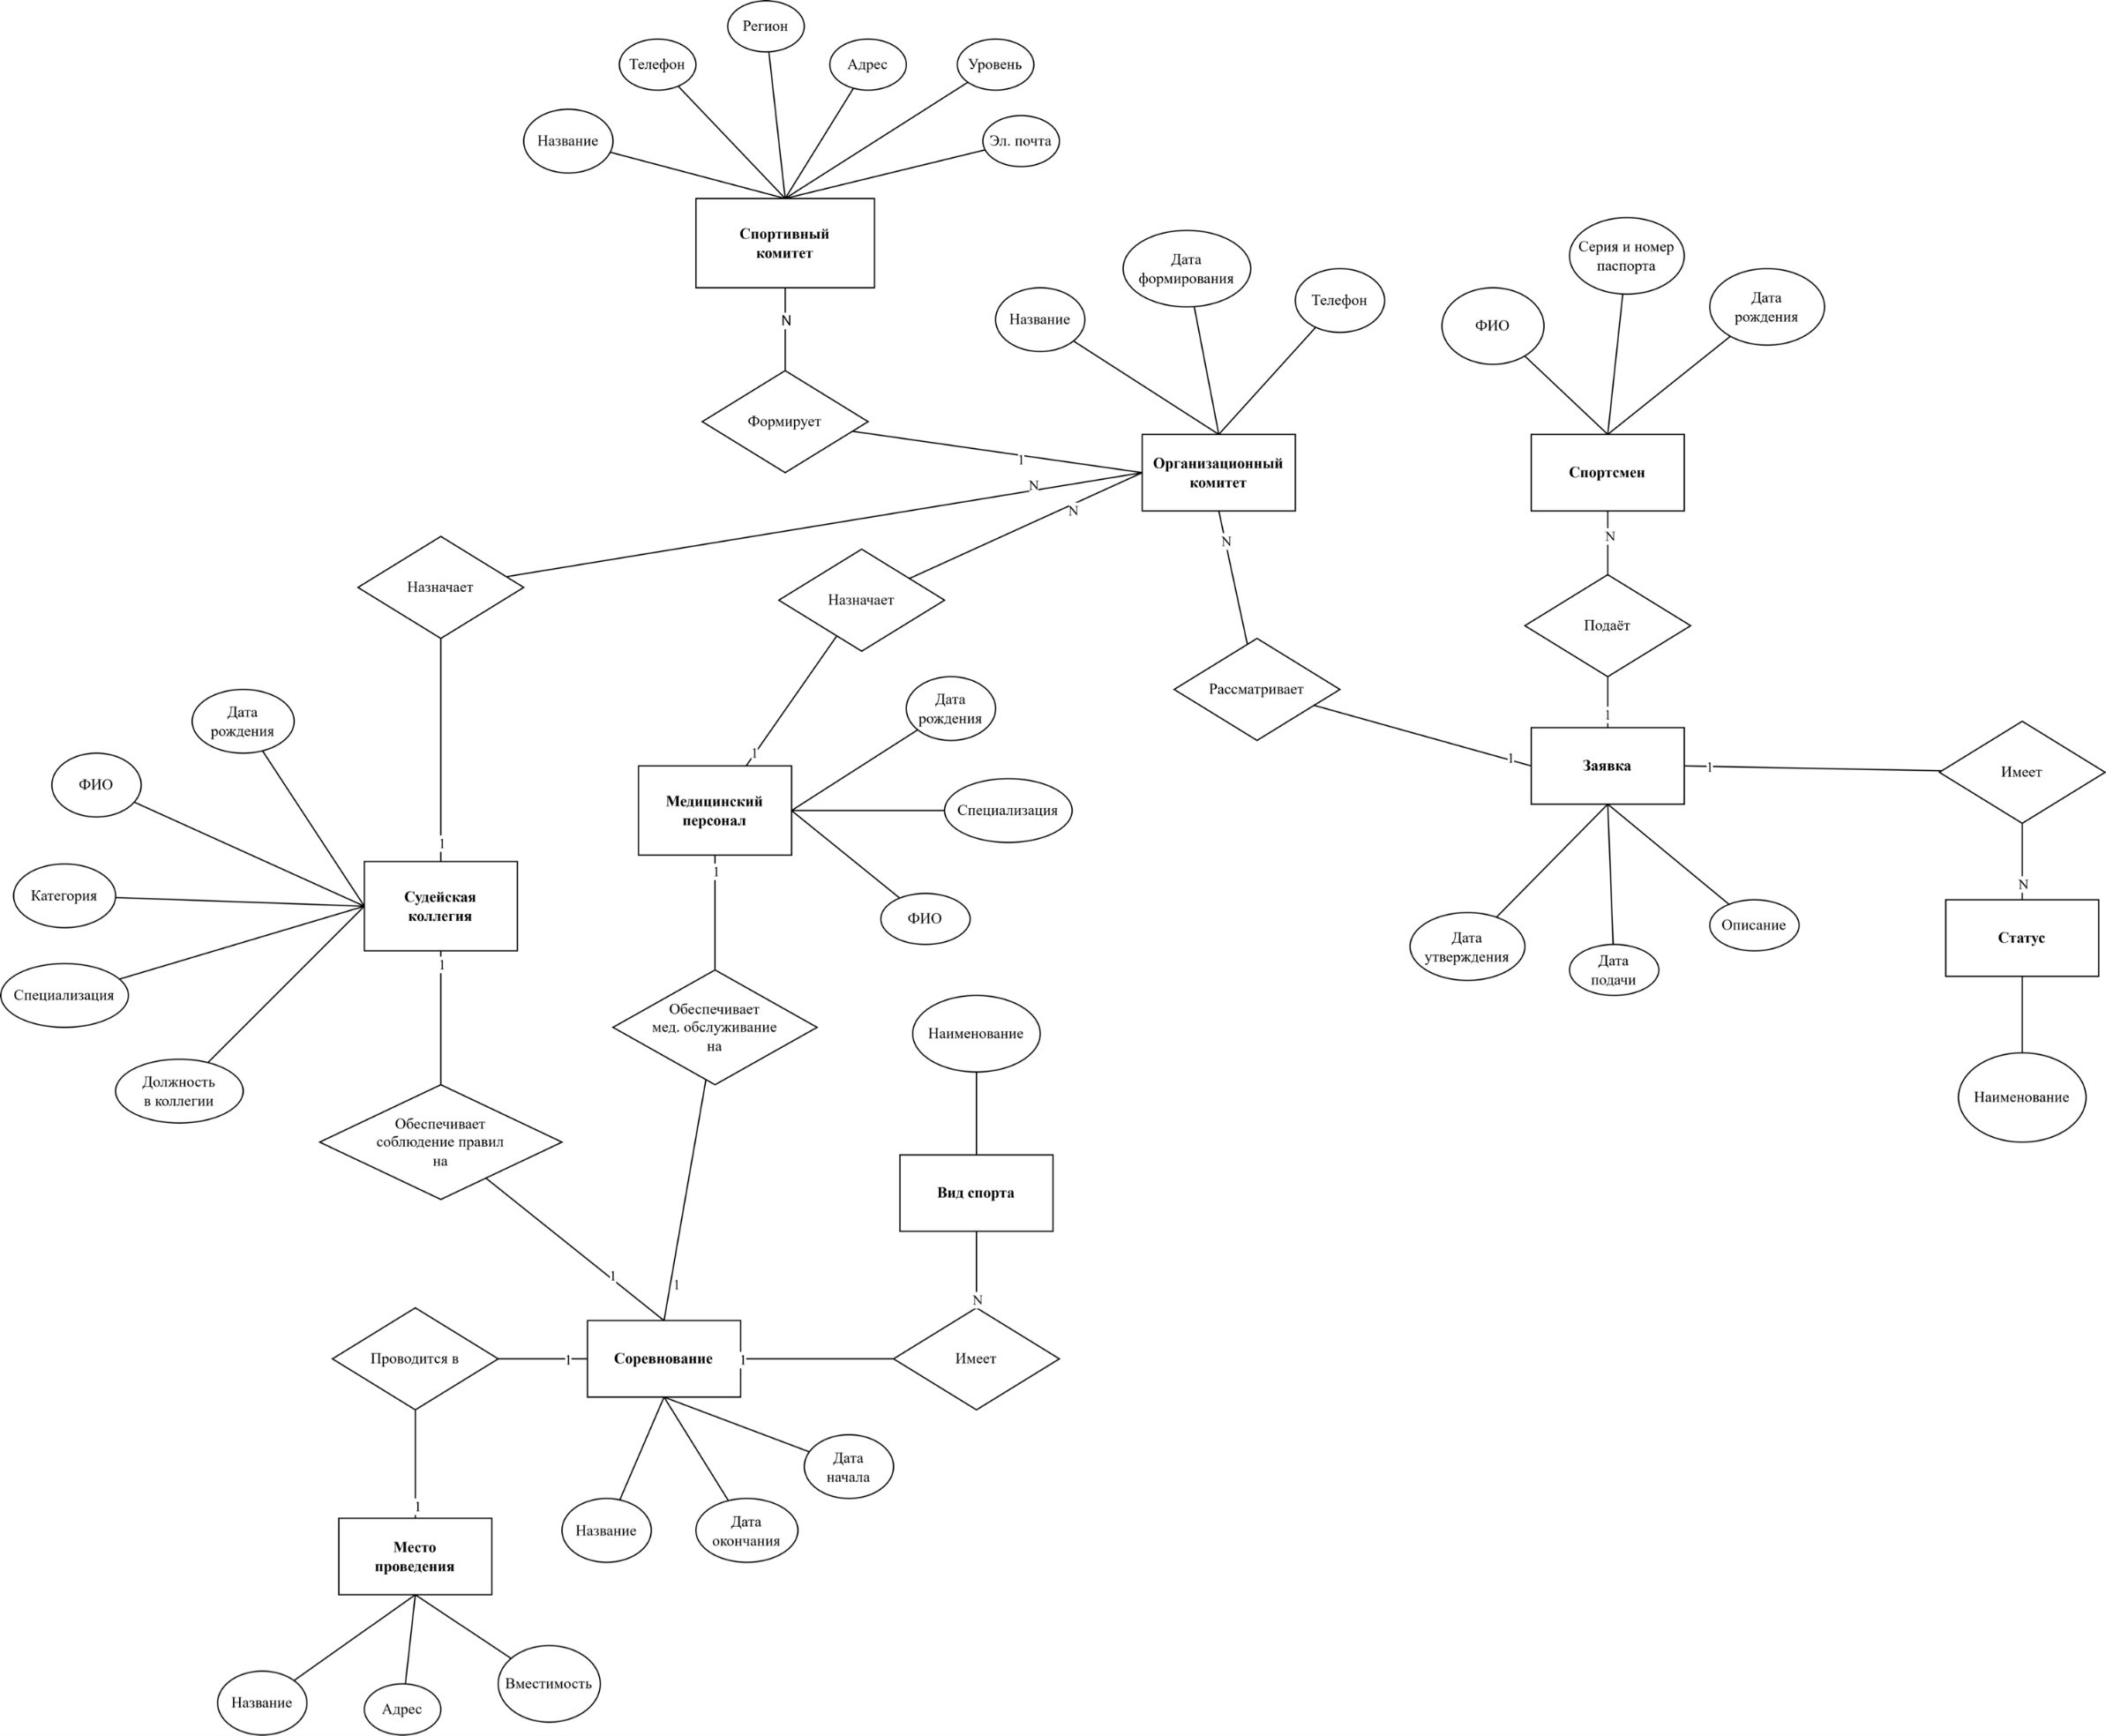 Регион
Телефон
Адрес
Уровень
Название
Эл. почта
Спортивный
комитет
N
Формирует
1
Название
Дата
формирования
Телефон
Организационный
комитет
ФИО
Серия и номер
паспорта
Дата
рождения
Спортсмен
N
N
N
N
Назначает
Назначает
Рассматривает
Подаёт
1
1
1
1
1
Имеет
N
Заявка
Дата
утверждения
Дата
подачи
Описание
Статус
Наименование
Дата
рождения
Специализация
ФИО
Медицинский
персонал
1
Дата
рождения
ФИО
Категория
Специализация
Должность
в коллегии
Судейская
коллегия
1
Обеспечивает
соблюдение правил
на
1
Обеспечивает
мед. обслуживание
на
1
Наименование
Вид спорта
N
Имеет
1
Соревнование
1
Проводится в
1
Дата
начала
Название
Дата
окончания
Место
проведения
Название
Адрес
Вместимость